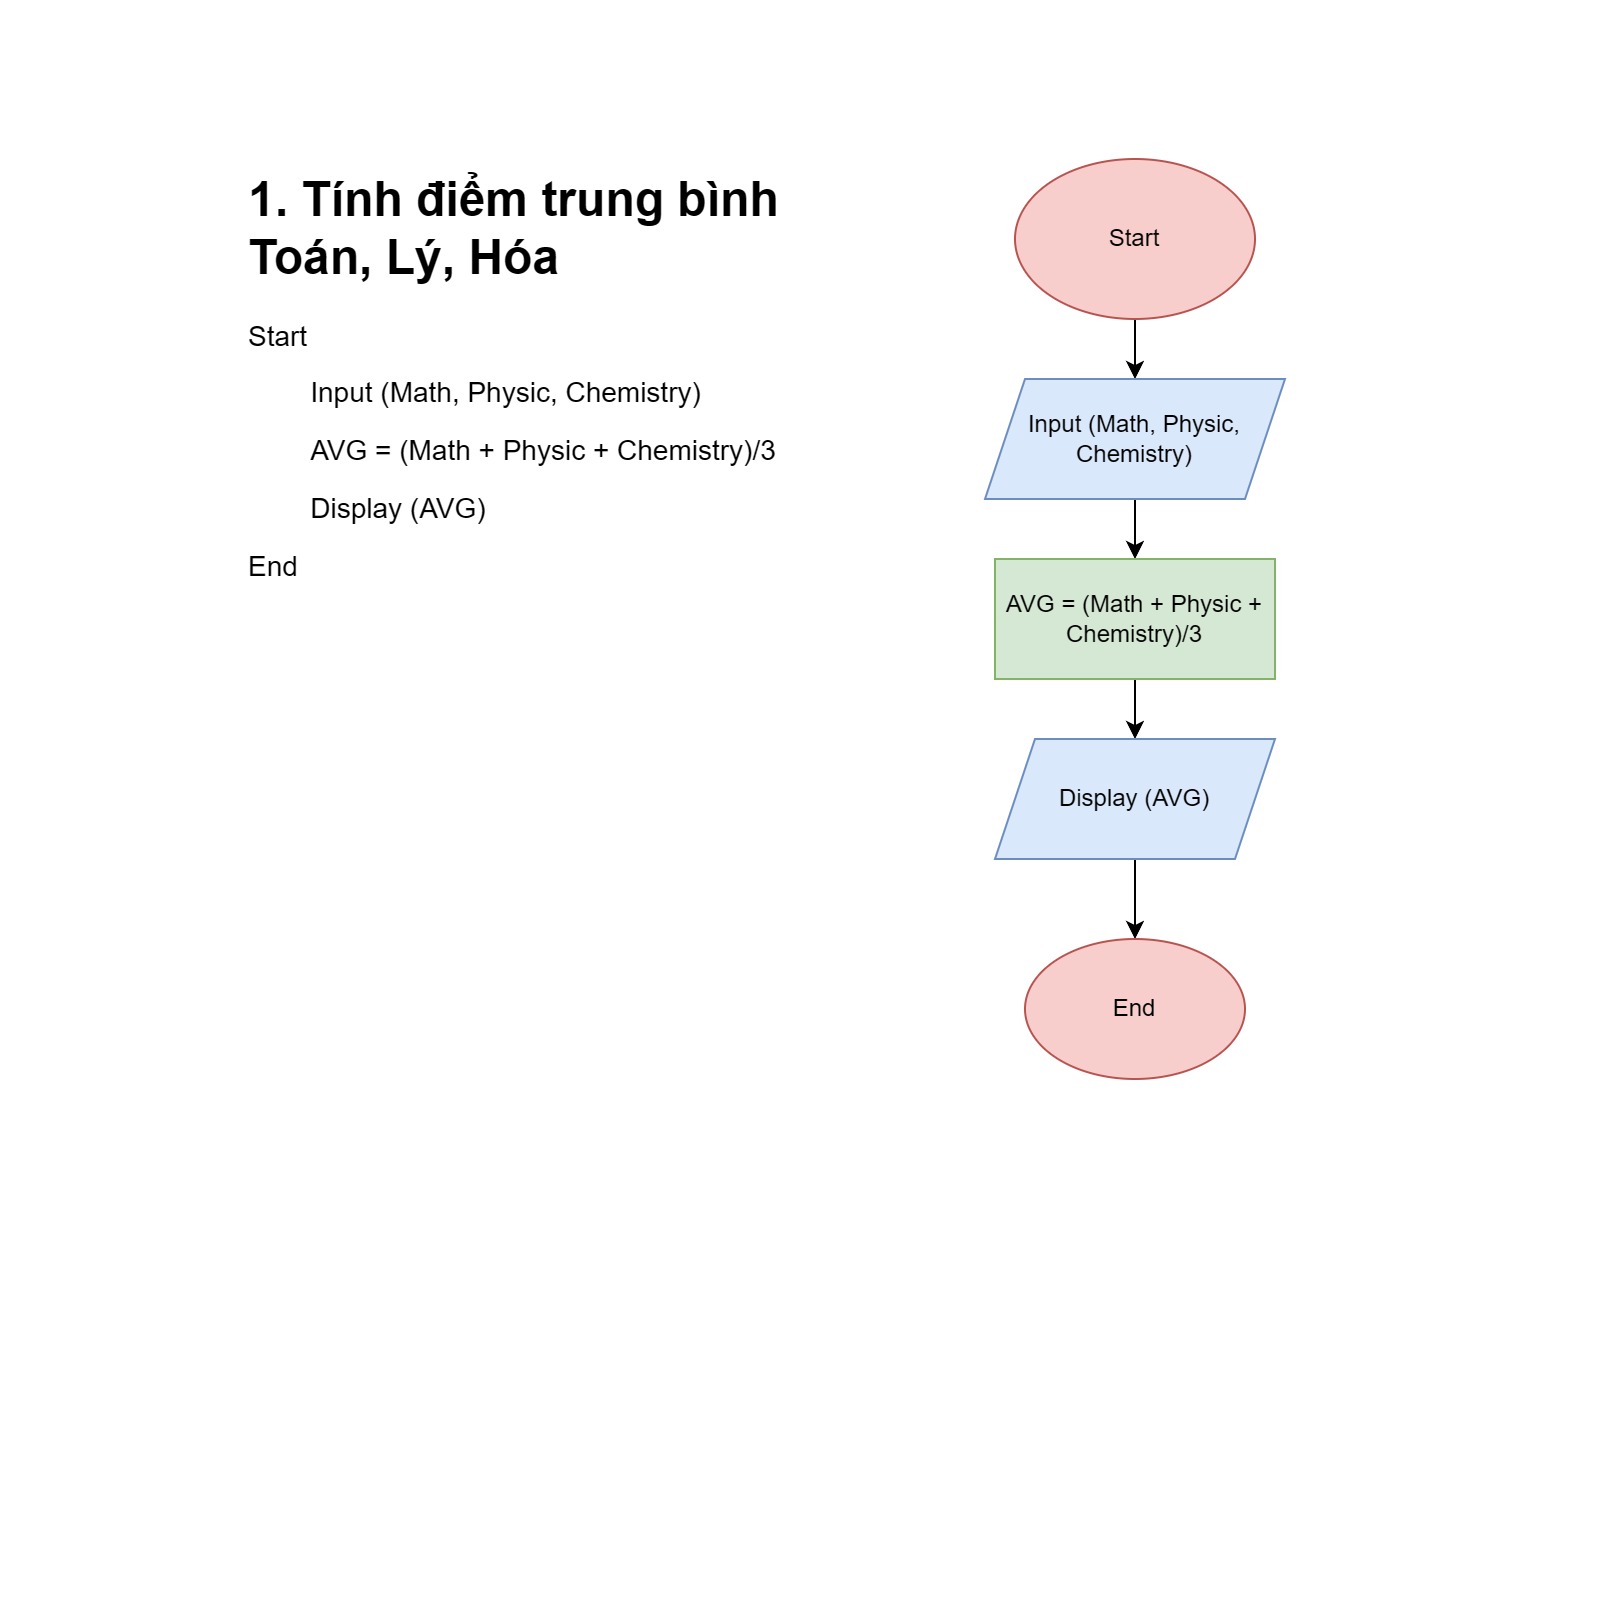 1. Tính điểm trung bình
Toán, Lý, Hóa
Start
Input (Math, Physic, Chemistry)
AVG = (Math + Physic + Chemistry)/3
Display (AVG)
End
Start
Input (Math, Physic,
Chemistry)
AVG = (Math + Physic +
Chemistry)/3
Display (AVG)
End